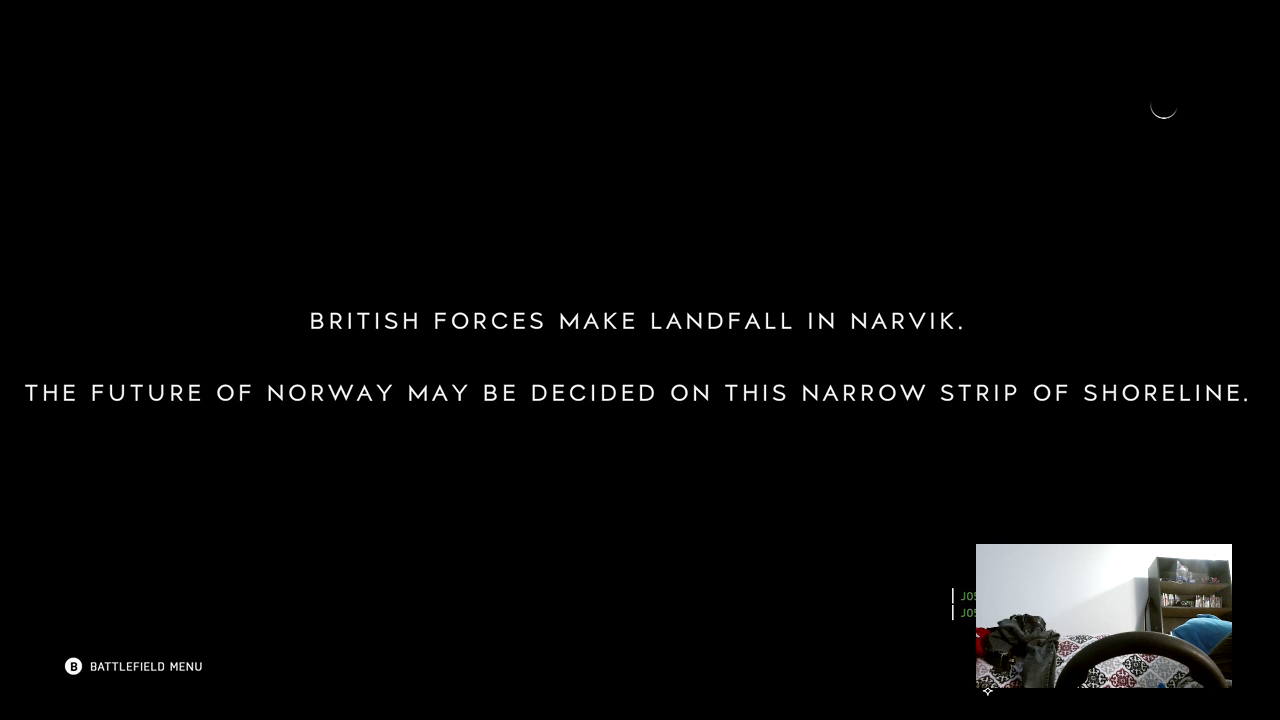 BRITISH FORCES MAKE LANDFALL IN NARVIK.
THE FUTURE OF NORWAY MAY BE DECIDED ON THIS NARROW STRIP OF SHORELINE.
B BATTLEFIELD MENU